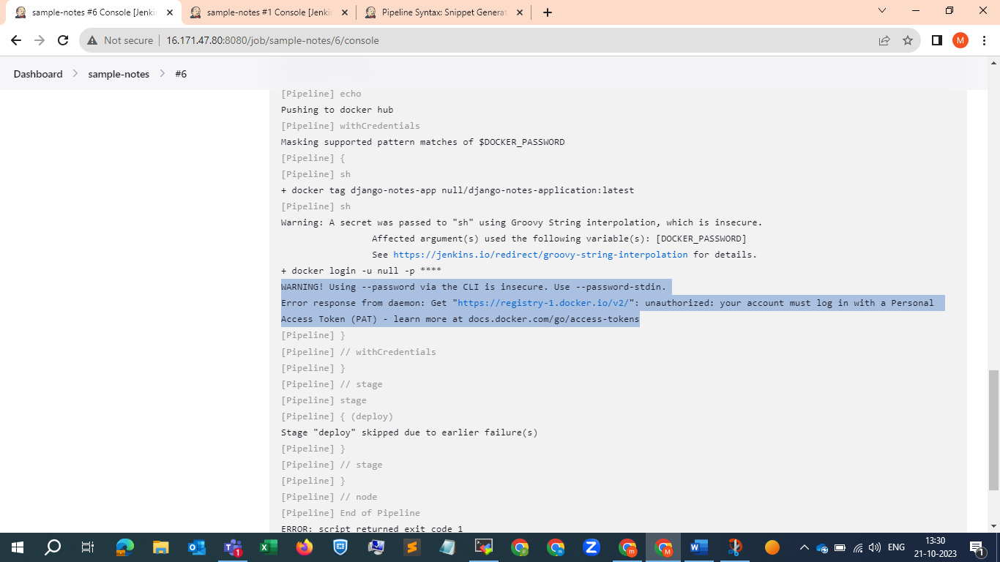 sample-notes #6 Console [Jenki
sample-notes #1 Console [Jenki
Pipeline Syntax: Snippet Generat
Not secure
16.171.47.80:8080/job/sample-notes/6/console
M
Dashboard > sample-notes > #6
[Pipeline] echo
Pushing to docker hub
[Pipeline] withCredentials
Masking supported pattern matches of $DOCKER_PASSWORD
[Pipeline] {
[Pipeline] sh
+ docker tag django-notes-app null/django-notes-application:latest
[Pipeline] sh
Warning: A secret was passed to "sh" using Groovy String interpolation, which is insecure.
Affected argument(s) used the following variable(s): [DOCKER_PASSWORD]
See https://jenkins.io/redirect/groovy-string-interpolation for details.
+ docker login -u null -p ****
WARNING! Using --password via the CLI is insecure. Use --password-stdin.
Error response from daemon: Get "https://registry-1.docker.io/v2/": unauthorized: your account must log in with a Personal
Access Token (PAT) - learn more at docs.docker.com/go/access-tokens
[Pipeline] }
[Pipeline] // withCredentials
[Pipeline] }
[Pipeline] // stage
[Pipeline] stage
[Pipeline] { (deploy)
Stage "deploy" skipped due to earlier failure(s)
[Pipeline] }
[Pipeline] // stage
[Pipeline] }
[Pipeline] // node
[Pipeline] End of Pipeline
ERROR: script returned exit code 1
ENG
13:30
21-10-2023
1